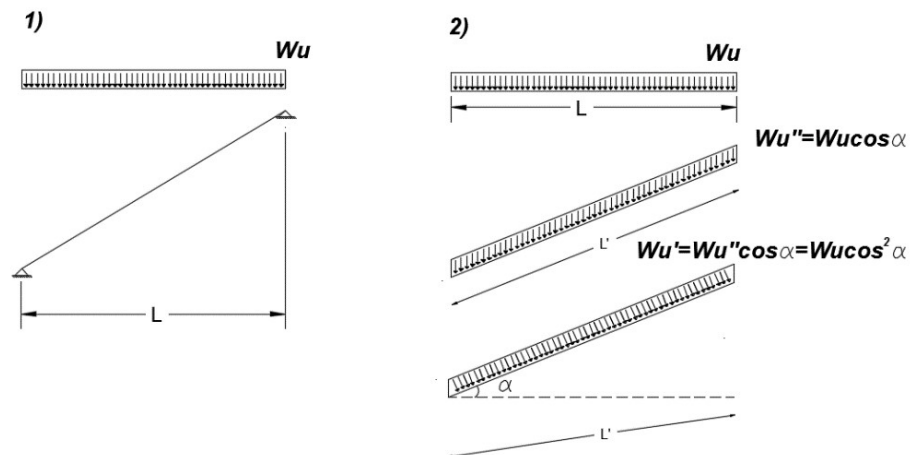 1)
Wu
L
2)
Wu
L
Wu"=Wucosα
L'
Wu'=Wu"cosα=Wucos²α
α
L'